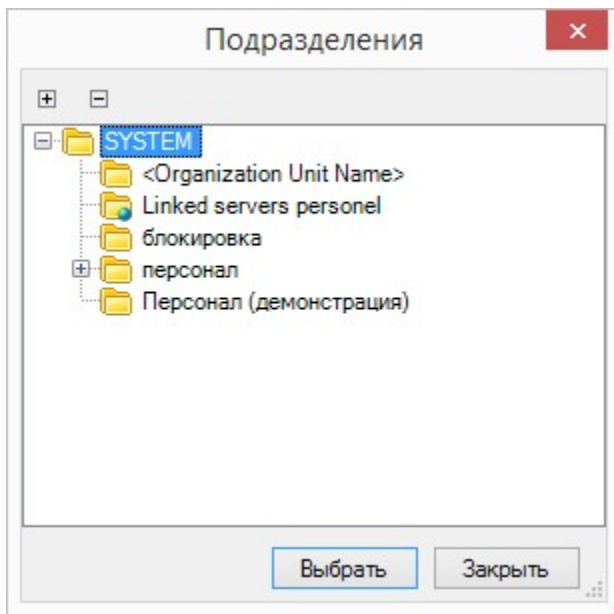 Подразделения
SYSTEM
<Organization Unit Name>
Linked servers personel
блокировка
персонал
Персонал (демонстрация)
Выбрать Закрыть